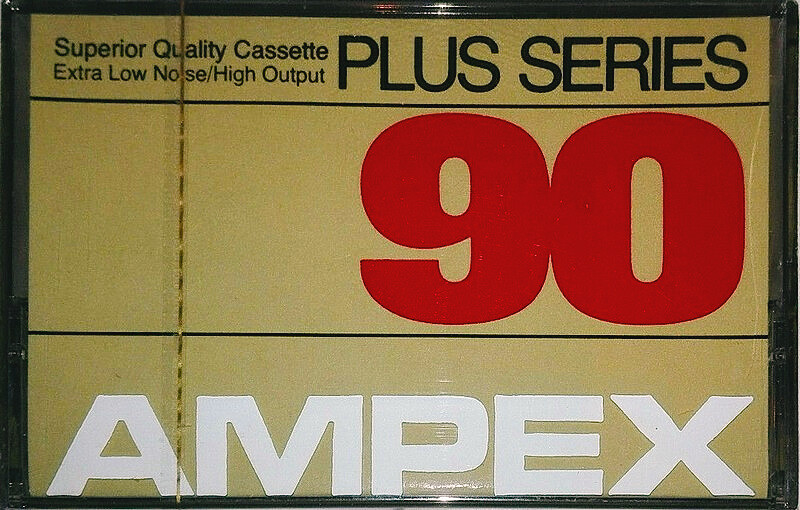 Superior Quality Cassette
Extra Low Noise/High Output
PLUS SERIES
90
AMPEX